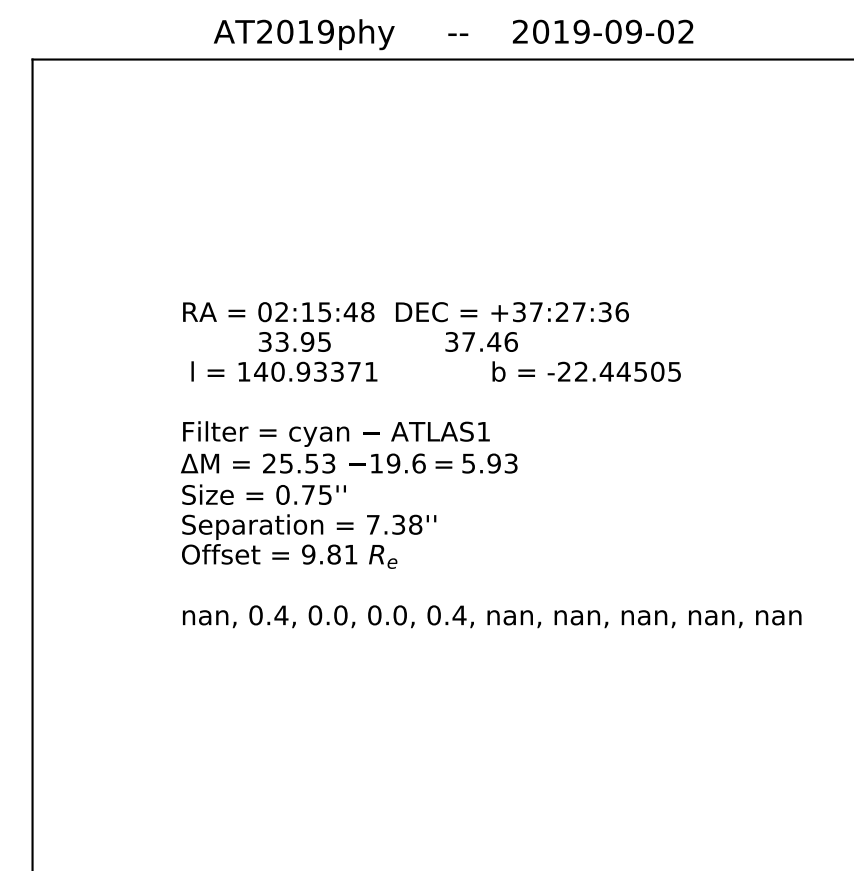 AT2019phy -- 2019-09-02
RA = 02:15:48 DEC = +37:27:36
33.95 37.46
l = 140.93371 b = -22.44505
Filter = cyan − ATLAS1
ΔM = 25.53 −19.6 = 5.93
Size = 0.75''
Separation = 7.38''
Offset = 9.81 Rₑ
nan, 0.4, 0.0, 0.0, 0.4, nan, nan, nan, nan, nan